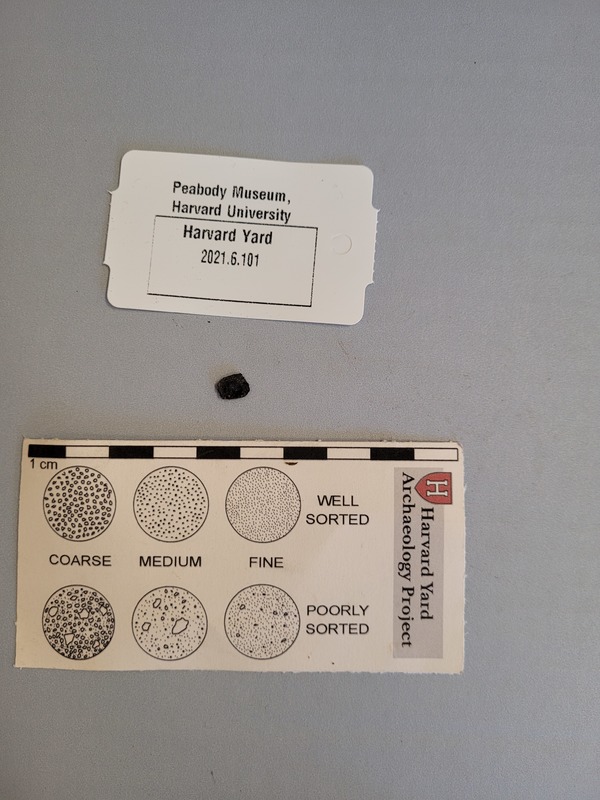 Peabody Museum,
Harvard University
Harvard Yard
2021.6.101
1 cm
WELL
SORTED
COARSE MEDIUM FINE
POORLY
SORTED
H
Harvard Yard
Archaeology Project